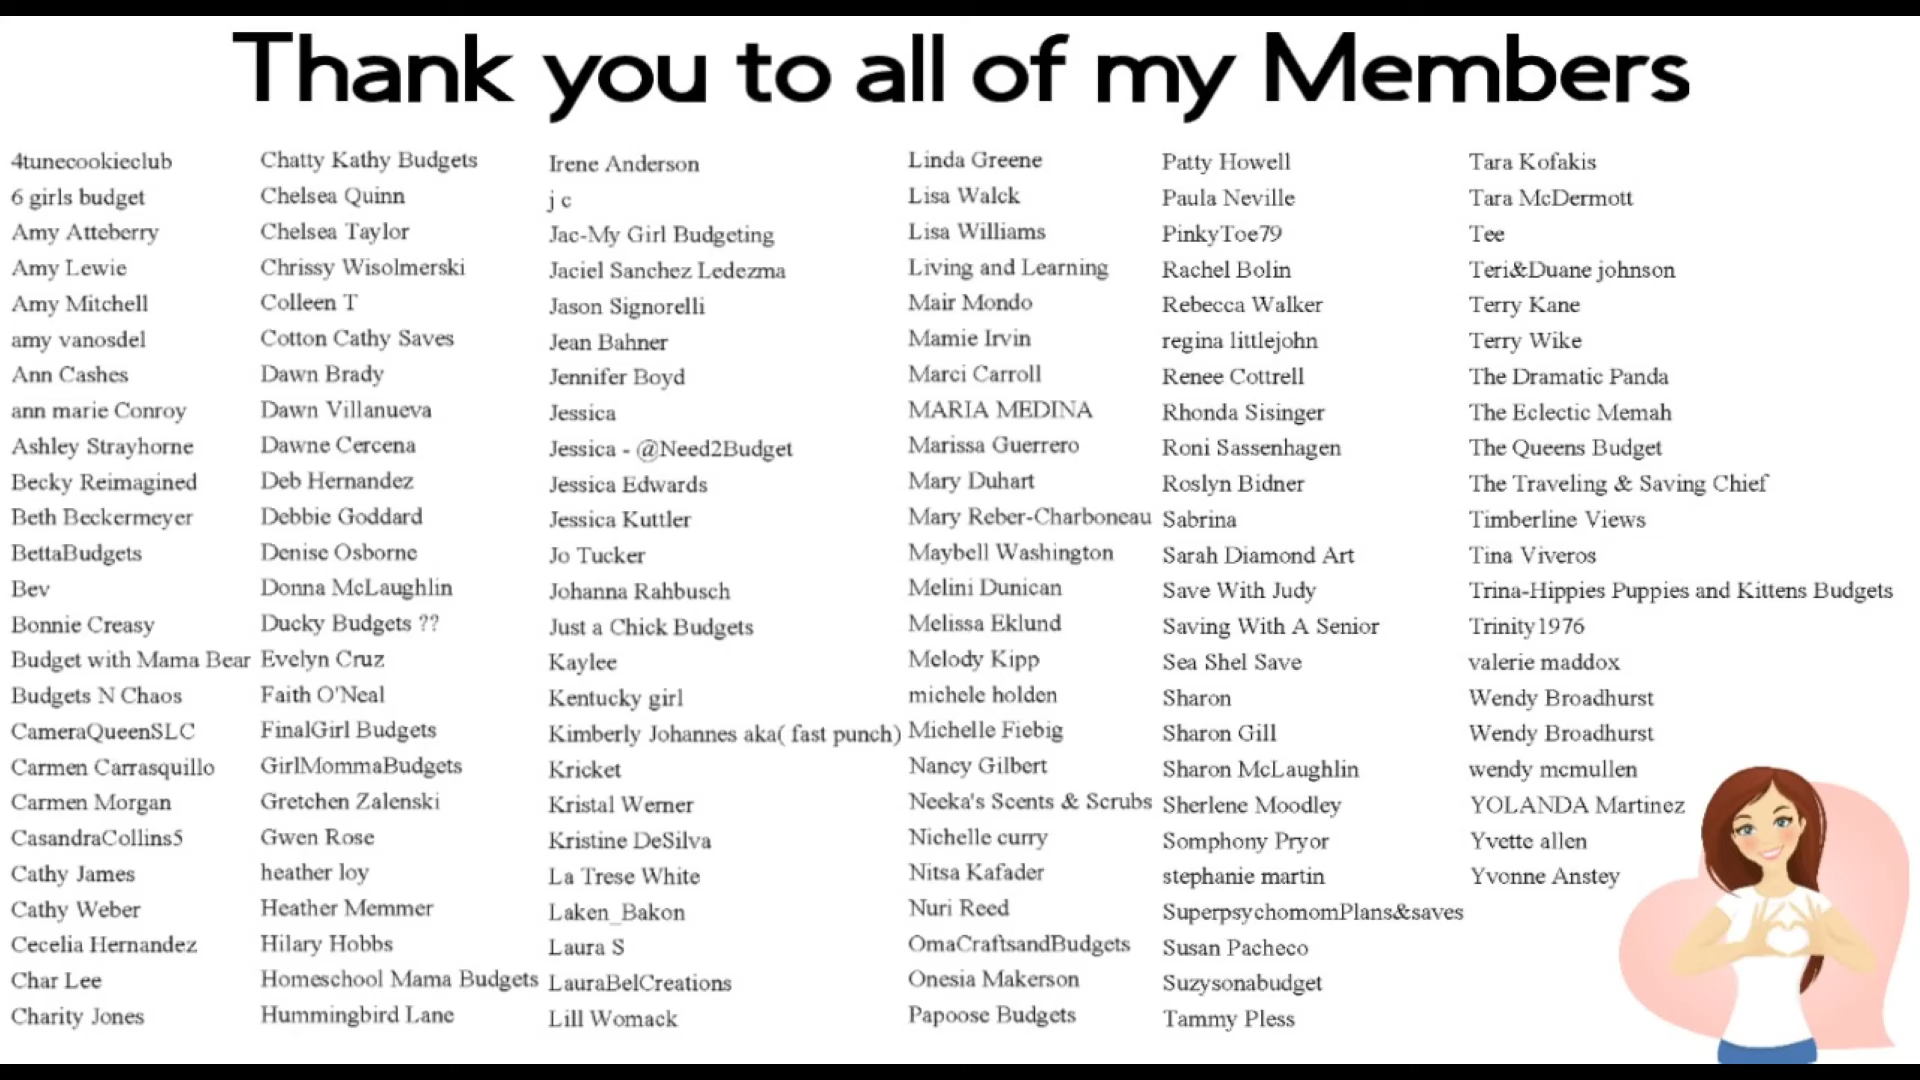 Thank you to all of my Members
4tunecookieclub
6 girls budget
Amy Atteberry
Amy Lewie
Amy Mitchell
amy vanosdel
Ann Cashes
ann marie Conroy
Ashley Strayhorne
Becky Reimagined
Beth Beckermeyer
BettaBudgets
Bev
Bonnie Creasy
Budget with Mama Bear
Budgets N Chaos
CameraQueenSLC
Carmen Carrasquillo
Carmen Morgan
CasandraCollins5
Cathy James
Cathy Weber
Cecelia Hernandez
Char Lee
Charity Jones
Chatty Kathy Budgets
Chelsea Quinn
Chelsea Taylor
Chrissy Wisolmerski
Colleen T
Cotton Cathy Saves
Dawn Brady
Dawn Villanueva
Dawne Cercena
Deb Hernandez
Debbie Goddard
Denise Osborne
Donna McLaughlin
Ducky Budgets ??
Evelyn Cruz
Faith O'Neal
FinalGirl Budgets
GirlMommaBudgets
Gretchen Zalenski
Gwen Rose
heather loy
Heather Memmer
Hilary Hobbs
Homeschool Mama Budgets
Hummingbird Lane
Irene Anderson
j c
Jac-My Girl Budgeting
Jaciel Sanchez Ledezma
Jason Signorelli
Jean Bahner
Jennifer Boyd
Jessica
Jessica - @Need2Budget
Jessica Edwards
Jessica Kuttler
Jo Tucker
Johanna Rahbusch
Just a Chick Budgets
Kaylee
Kentucky girl
Kimberly Johannes aka( fast punch)
Kricket
Kristal Werner
Kristine DeSilva
La Trese White
Laken_Bakon
Laura S
LauraBelCreations
Lill Womack
Linda Greene
Lisa Walck
Lisa Williams
Living and Learning
Mair Mondo
Mamie Irvin
Marci Carroll
MARIA MEDINA
Marissa Guerrero
Mary Duhart
Mary Reber-Charboneau
Maybell Washington
Melini Dunican
Melissa Eklund
Melody Kipp
michele holden
Michelle Fiebig
Nancy Gilbert
Neeka's Scents & Scrubs
Nichelle curry
Nitsa Kafader
Nuri Reed
OmaCraftsandBudgets
Onesia Makerson
Papoose Budgets
Patty Howell
Paula Neville
PinkyToe79
Rachel Bolin
Rebecca Walker
regina littlejohn
Renee Cottrell
Rhonda Sisinger
Roni Sassenhagen
Roslyn Bidner
Sabrina
Sarah Diamond Art
Save With Judy
Saving With A Senior
Sea Shel Save
Sharon
Sharon Gill
Sharon McLaughlin
Sherlene Moodley
Somphony Pryor
stephanie martin
SuperpsychomomPlans&saves
Susan Pacheco
Suzysonabudget
Tammy Pless
Tara Kofakis
Tara McDermott
Tee
Teri&Duane johnson
Terry Kane
Terry Wike
The Dramatic Panda
The Eclectic Memah
The Queens Budget
The Traveling & Saving Chief
Timberline Views
Tina Viveros
Trina-Hippies Puppies and Kittens Budgets
Trinity1976
valerie maddox
Wendy Broadhurst
Wendy Broadhurst
wendy mcmullen
YOLANDA Martinez
Yvette allen
Yvonne Anstey